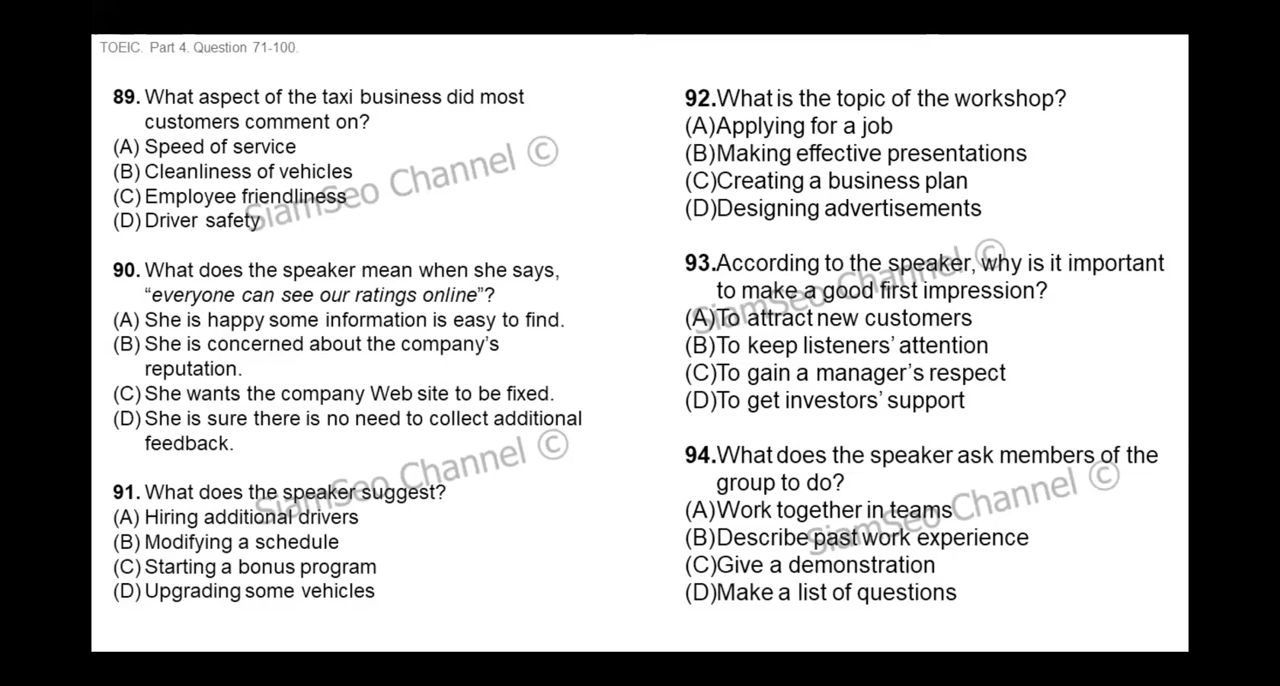 TOEIC. Part 4. Question 71-100.
89. What aspect of the taxi business did most
customers comment on?
(A) Speed of service
(B) Cleanliness of vehicles
(C) Employee friendliness
(D) Driver safety
SiamSeo Channel ©
90. What does the speaker mean when she says,
“everyone can see our ratings online”?
(A) She is happy some information is easy to find.
(B) She is concerned about the company’s
reputation.
(C) She wants the company Web site to be fixed.
(D) She is sure there is no need to collect additional
feedback.
91. What does the speaker suggest?
(A) Hiring additional drivers
(B) Modifying a schedule
(C) Starting a bonus program
(D) Upgrading some vehicles
SiamSeo Channel ©
92.What is the topic of the workshop?
(A)Applying for a job
(B)Making effective presentations
(C)Creating a business plan
(D)Designing advertisements
93.According to the speaker, why is it important
to make a good first impression?
(A)To attract new customers
(B)To keep listeners’ attention
(C)To gain a manager’s respect
(D)To get investors’ support
SiamSeo Channel ©
94.What does the speaker ask members of the
group to do?
(A)Work together in teams
(B)Describe past work experience
(C)Give a demonstration
(D)Make a list of questions
SiamSeo Channel ©